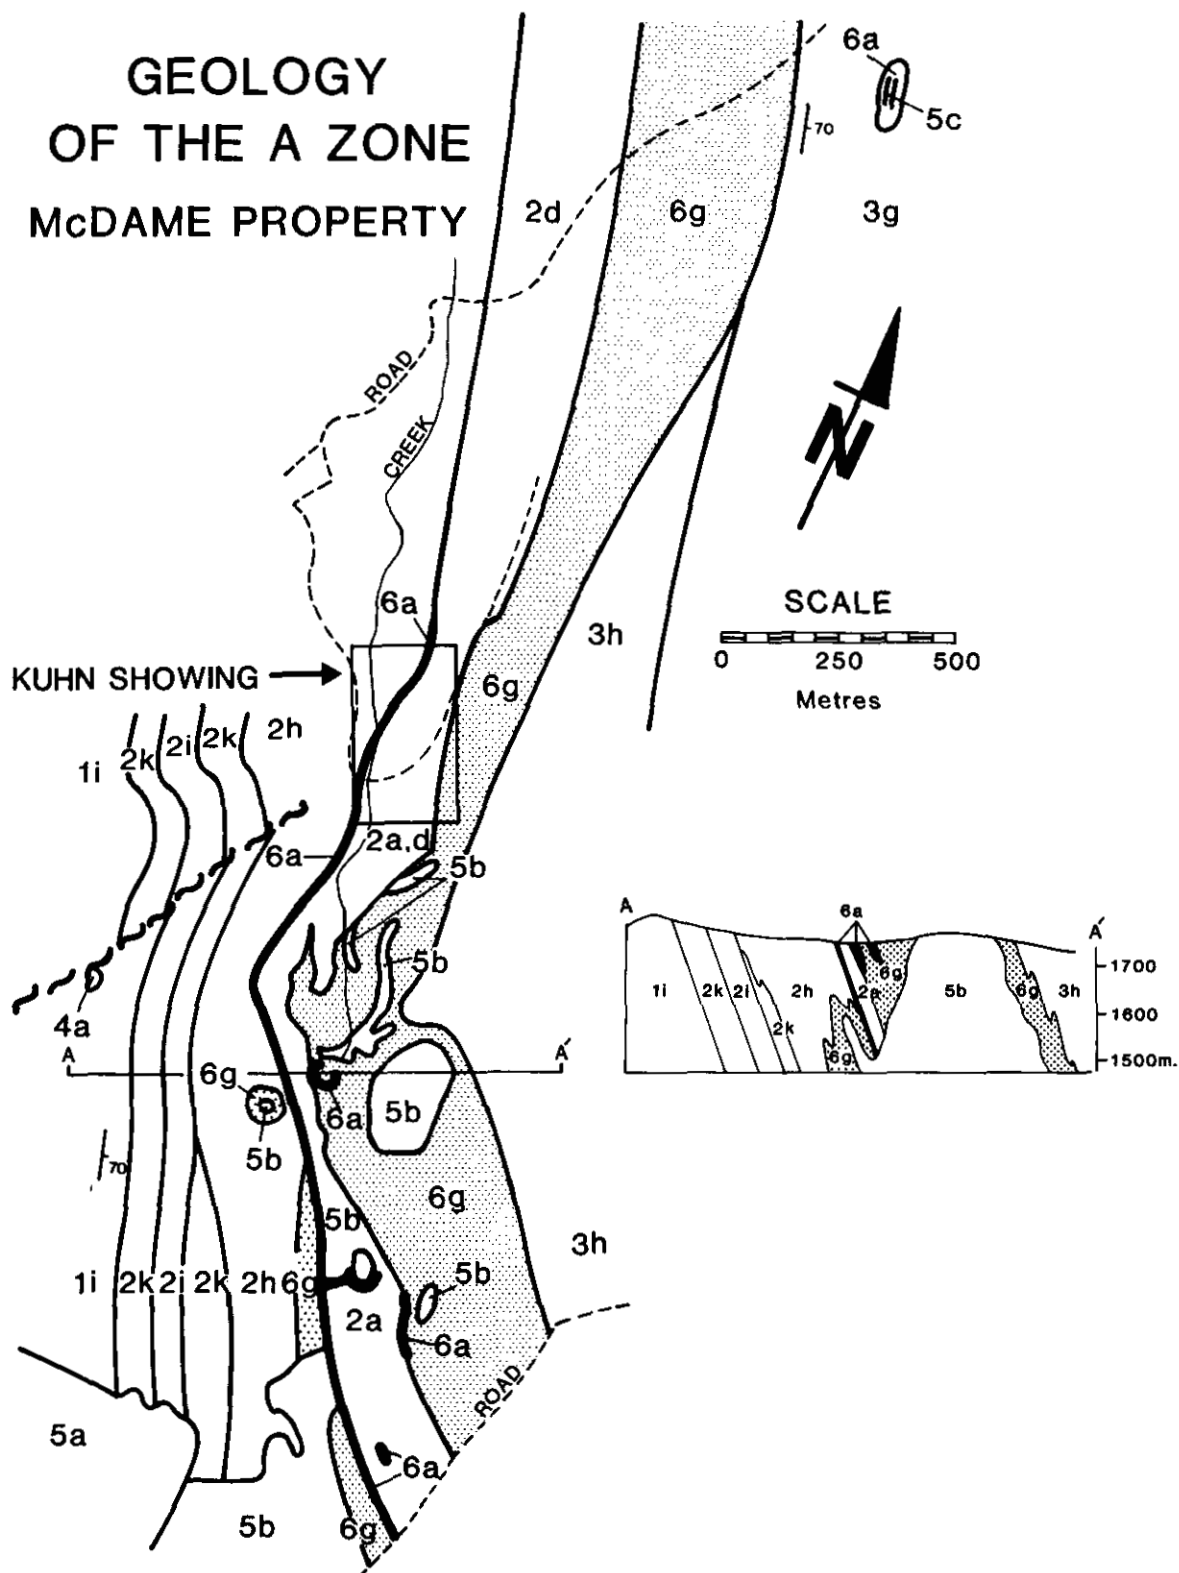 GEOLOGY
OF THE A ZONE
McDAME PROPERTY
6a
5c
70
2d
6g
3g
ROAD
CREEK
N
6a
SCALE
0 250 500
Metres
3h
KUHN SHOWING
6g
1i 2k 2i 2k 2h
6a
2a,d
5b
5b
4a
A A'
6g
6a
5b
5b
70
6g
5b
3h
1i 2k 2i 2k 2h 6g
5b
2a
6a
ROAD
5a
6a
5b
6g
A
6a
A'
1700
1i 2k 2i 2h 2k 6g 2a 6g 5b 6g 3h
1600
1500m.